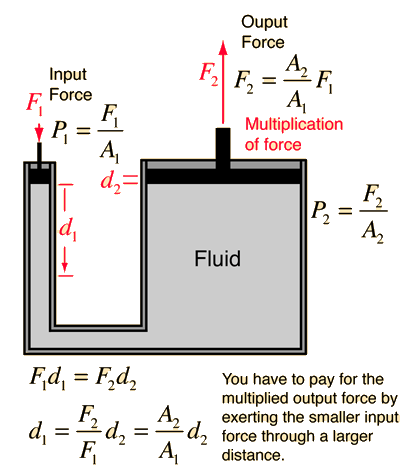 Ouput
Force
Input
Force
F₁
P₁ = F₁/A₁
F₂
F₂ = A₂/A₁ F₁
Multiplication
of force
d₂
d₁
P₂ = F₂/A₂
Fluid
F₁d₁ = F₂d₂
d₁ = F₂/F₁ d₂ = A₂/A₁ d₂
You have to pay for the
multiplied output force by
exerting the smaller input
force through a larger
distance.